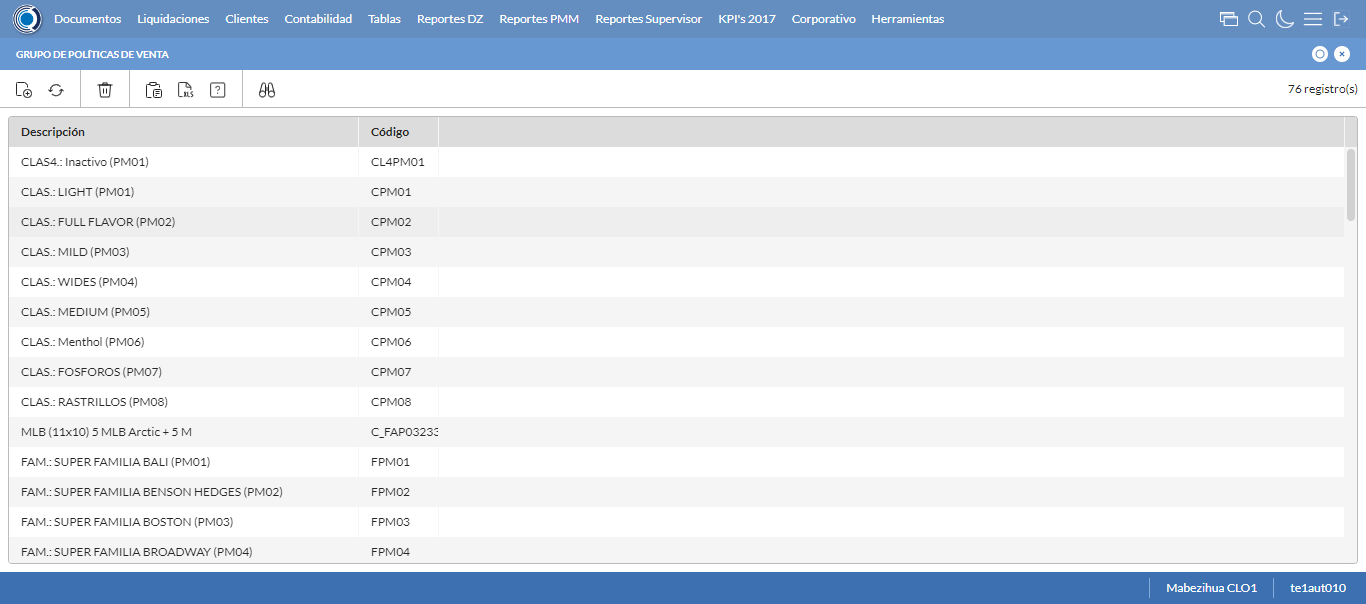 Documentos Liquidaciones Clientes Contabilidad Tablas Reportes DZ Reportes PMM Reportes Supervisor KPI's 2017 Corporativo Herramientas
GRUPO DE POLÍTICAS DE VENTA
XLS ? 76 registro(s)
Descripción Código
CLAS4.: Inactivo (PM01) CL4PM01
CLAS.: LIGHT (PM01) CPM01
CLAS.: FULL FLAVOR (PM02) CPM02
CLAS.: MILD (PM03) CPM03
CLAS.: WIDES (PM04) CPM04
CLAS.: MEDIUM (PM05) CPM05
CLAS.: Menthol (PM06) CPM06
CLAS.: FOSFOROS (PM07) CPM07
CLAS.: RASTRILLOS (PM08) CPM08
MLB (11x10) 5 MLB Arctic + 5 M C_FAP03233
FAM.: SUPER FAMILIA BALI (PM01) FPM01
FAM.: SUPER FAMILIA BENSON HEDGES (PM02) FPM02
FAM.: SUPER FAMILIA BOSTON (PM03) FPM03
FAM.: SUPER FAMILIA BROADWAY (PM04) FPM04
Mabezihua CLO1 te1aut010